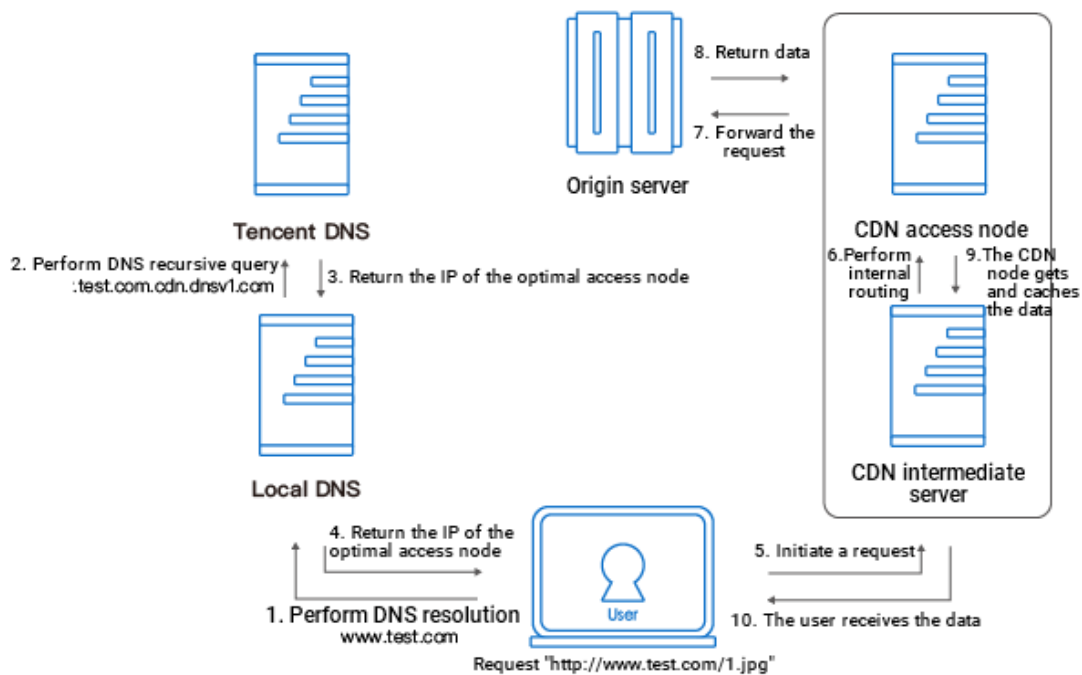 8. Return data
7. Forward the
request
Origin server
Tencent DNS
CDN access node
2. Perform DNS recursive query
.test.com.cdn.dnsv1.com
3. Return the IP of the optimal access node
6.Perform
internal
routing
9.The CDN
node gets
and caches
the data
Local DNS
CDN intermediate
server
4. Return the IP of the
optimal access node
5. Initiate a request
1. Perform DNS resolution
www.test.com
User
10. The user receives the data
Request "http://www.test.com/1.jpg"